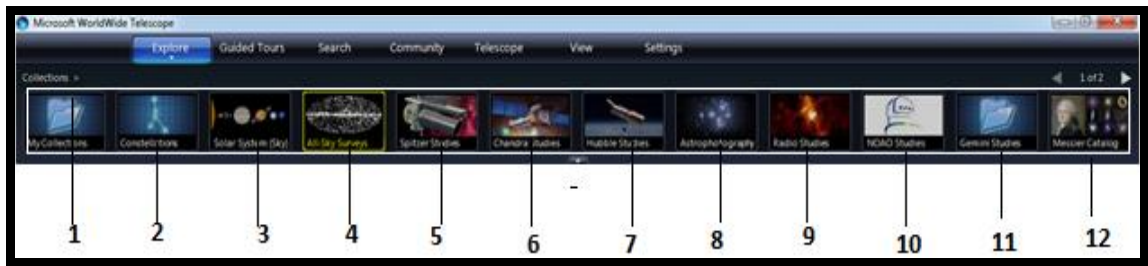 Microsoft WorldWide Telescope
Explore Guided Tours Search Community Telescope View Settings
Collections > 1 of 2
My Collections Constellations Solar System (Sky) All-Sky Surveys Spitzer Studies Chandra Studies Hubble Studies Astrophotography Radio Studies NOAO Studies Gemini Studies Messier Catalog
1 2 3 4 5 6 7 8 9 10 11 12